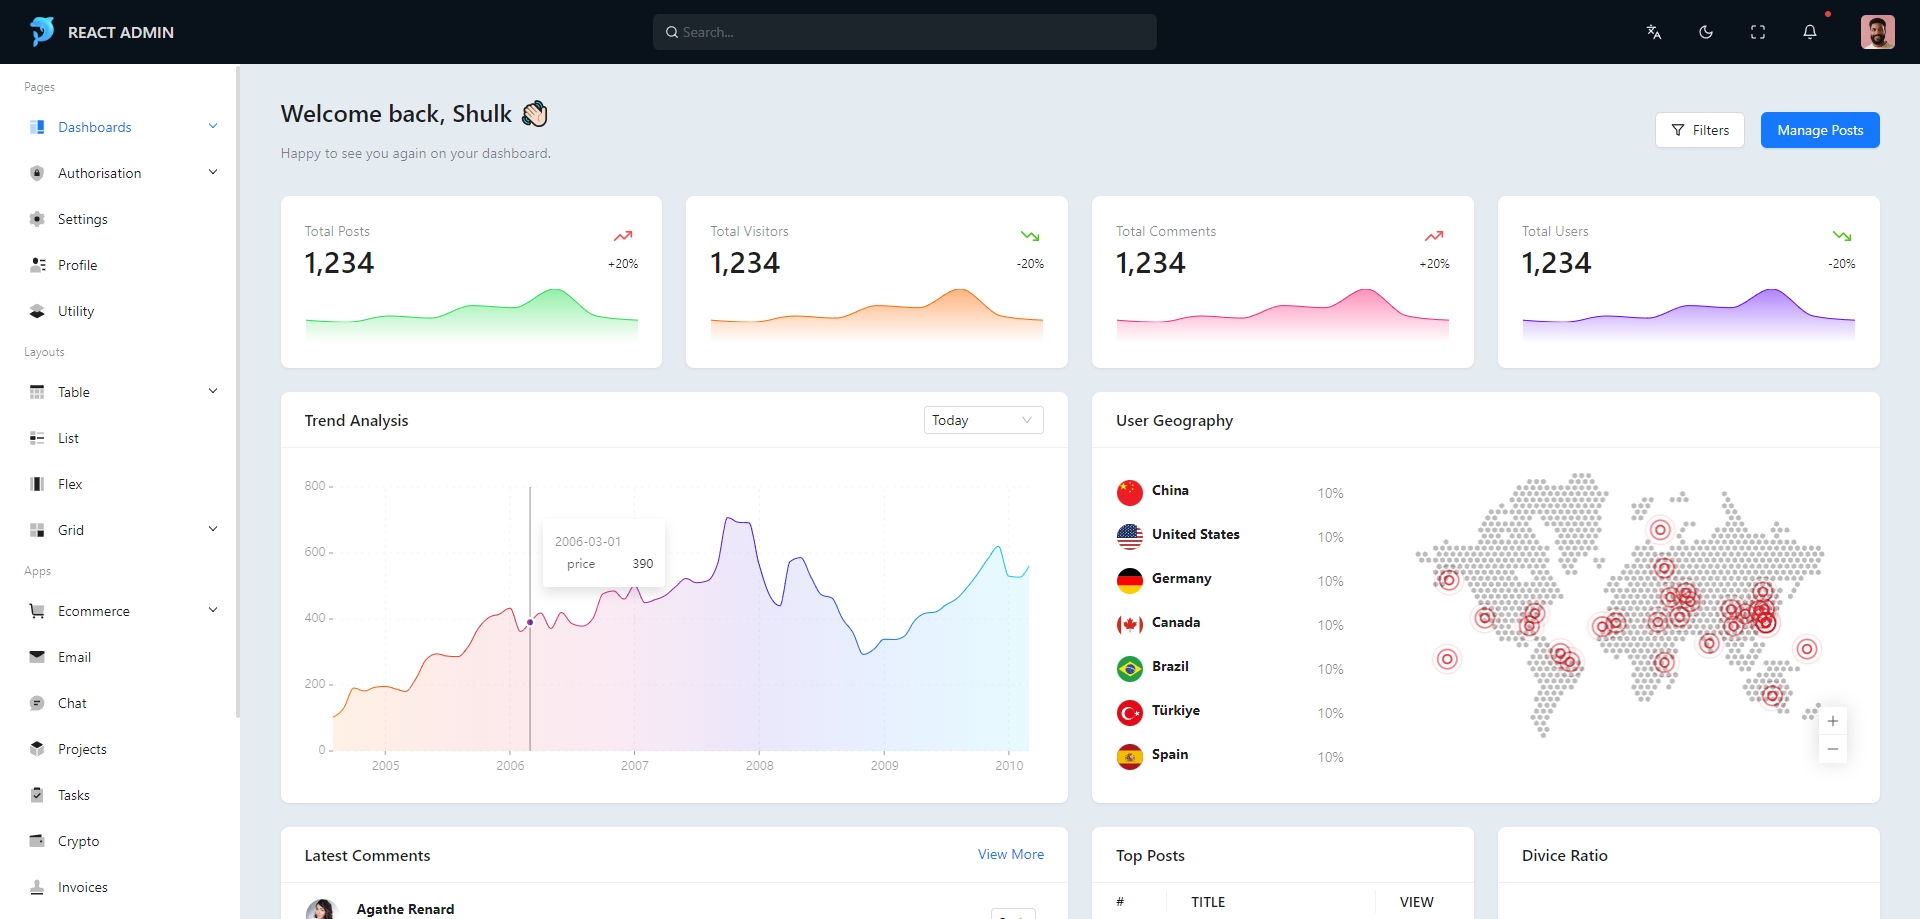 REACT ADMIN
Search...
Pages
Dashboards
Authorisation
Settings
Profile
Utility
Layouts
Table
List
Flex
Grid
Apps
Ecommerce
Email
Chat
Projects
Tasks
Crypto
Invoices
Welcome back, Shulk 👋🏻
Happy to see you again on your dashboard.
Filters
Manage Posts
Total Posts
1,234
+20%
Total Visitors
1,234
-20%
Total Comments
1,234
+20%
Total Users
1,234
-20%
Trend Analysis
Today
800
600
400
200
0
2005
2006
2007
2008
2009
2010
2006-03-01
price 390
User Geography
China 10%
United States 10%
Germany 10%
Canada 10%
Brazil 10%
Türkiye 10%
Spain 10%
+
−
Latest Comments
View More
Agathe Renard
Top Posts
# TITLE VIEW
Divice Ratio